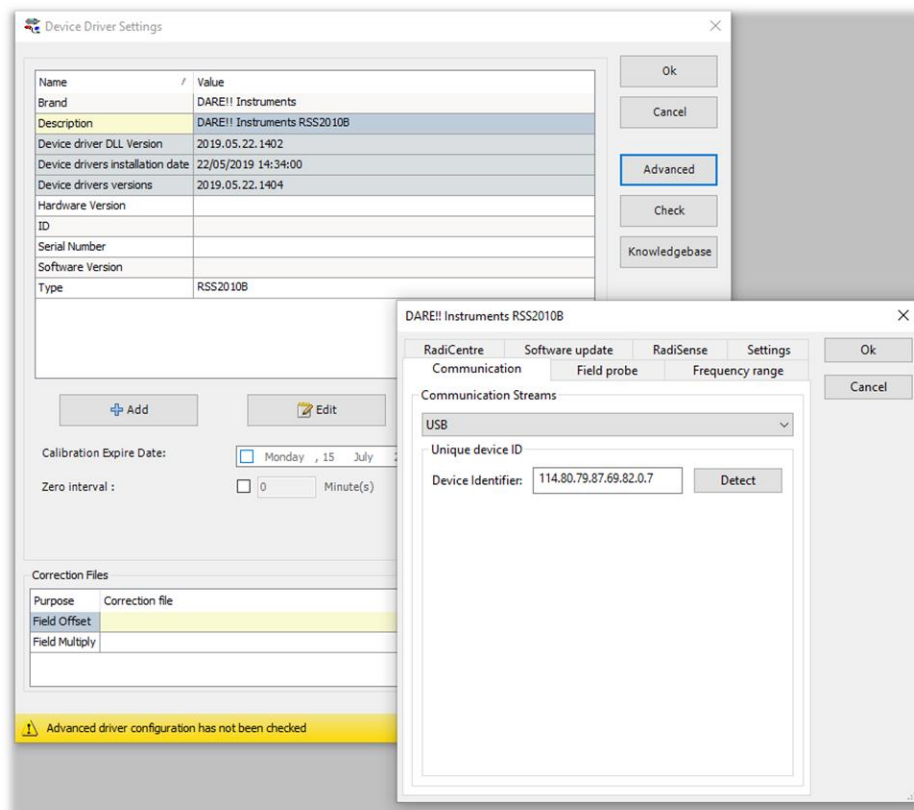 Device Driver Settings
Name / Value
Brand DARE!! Instruments
Description DARE!! Instruments RSS2010B
Device driver DLL Version 2019.05.22.1402
Device drivers installation date 22/05/2019 14:34:00
Device drivers versions 2019.05.22.1404
Hardware Version
ID
Serial Number
Software Version
Type RSS2010B
Ok
Cancel
Advanced
Check
Knowledgebase
Add
Edit
Calibration Expire Date: Monday , 15 July
Zero interval : 0 Minute(s)
Correction Files
Purpose Correction file
Field Offset
Field Multiply
Advanced driver configuration has not been checked
DARE!! Instruments RSS2010B
RadiCentre Software update RadiSense Settings
Communication Field probe Frequency range
Ok
Cancel
Communication Streams
USB
Unique device ID
Device Identifier: 114.80.79.87.69.82.0.7 Detect